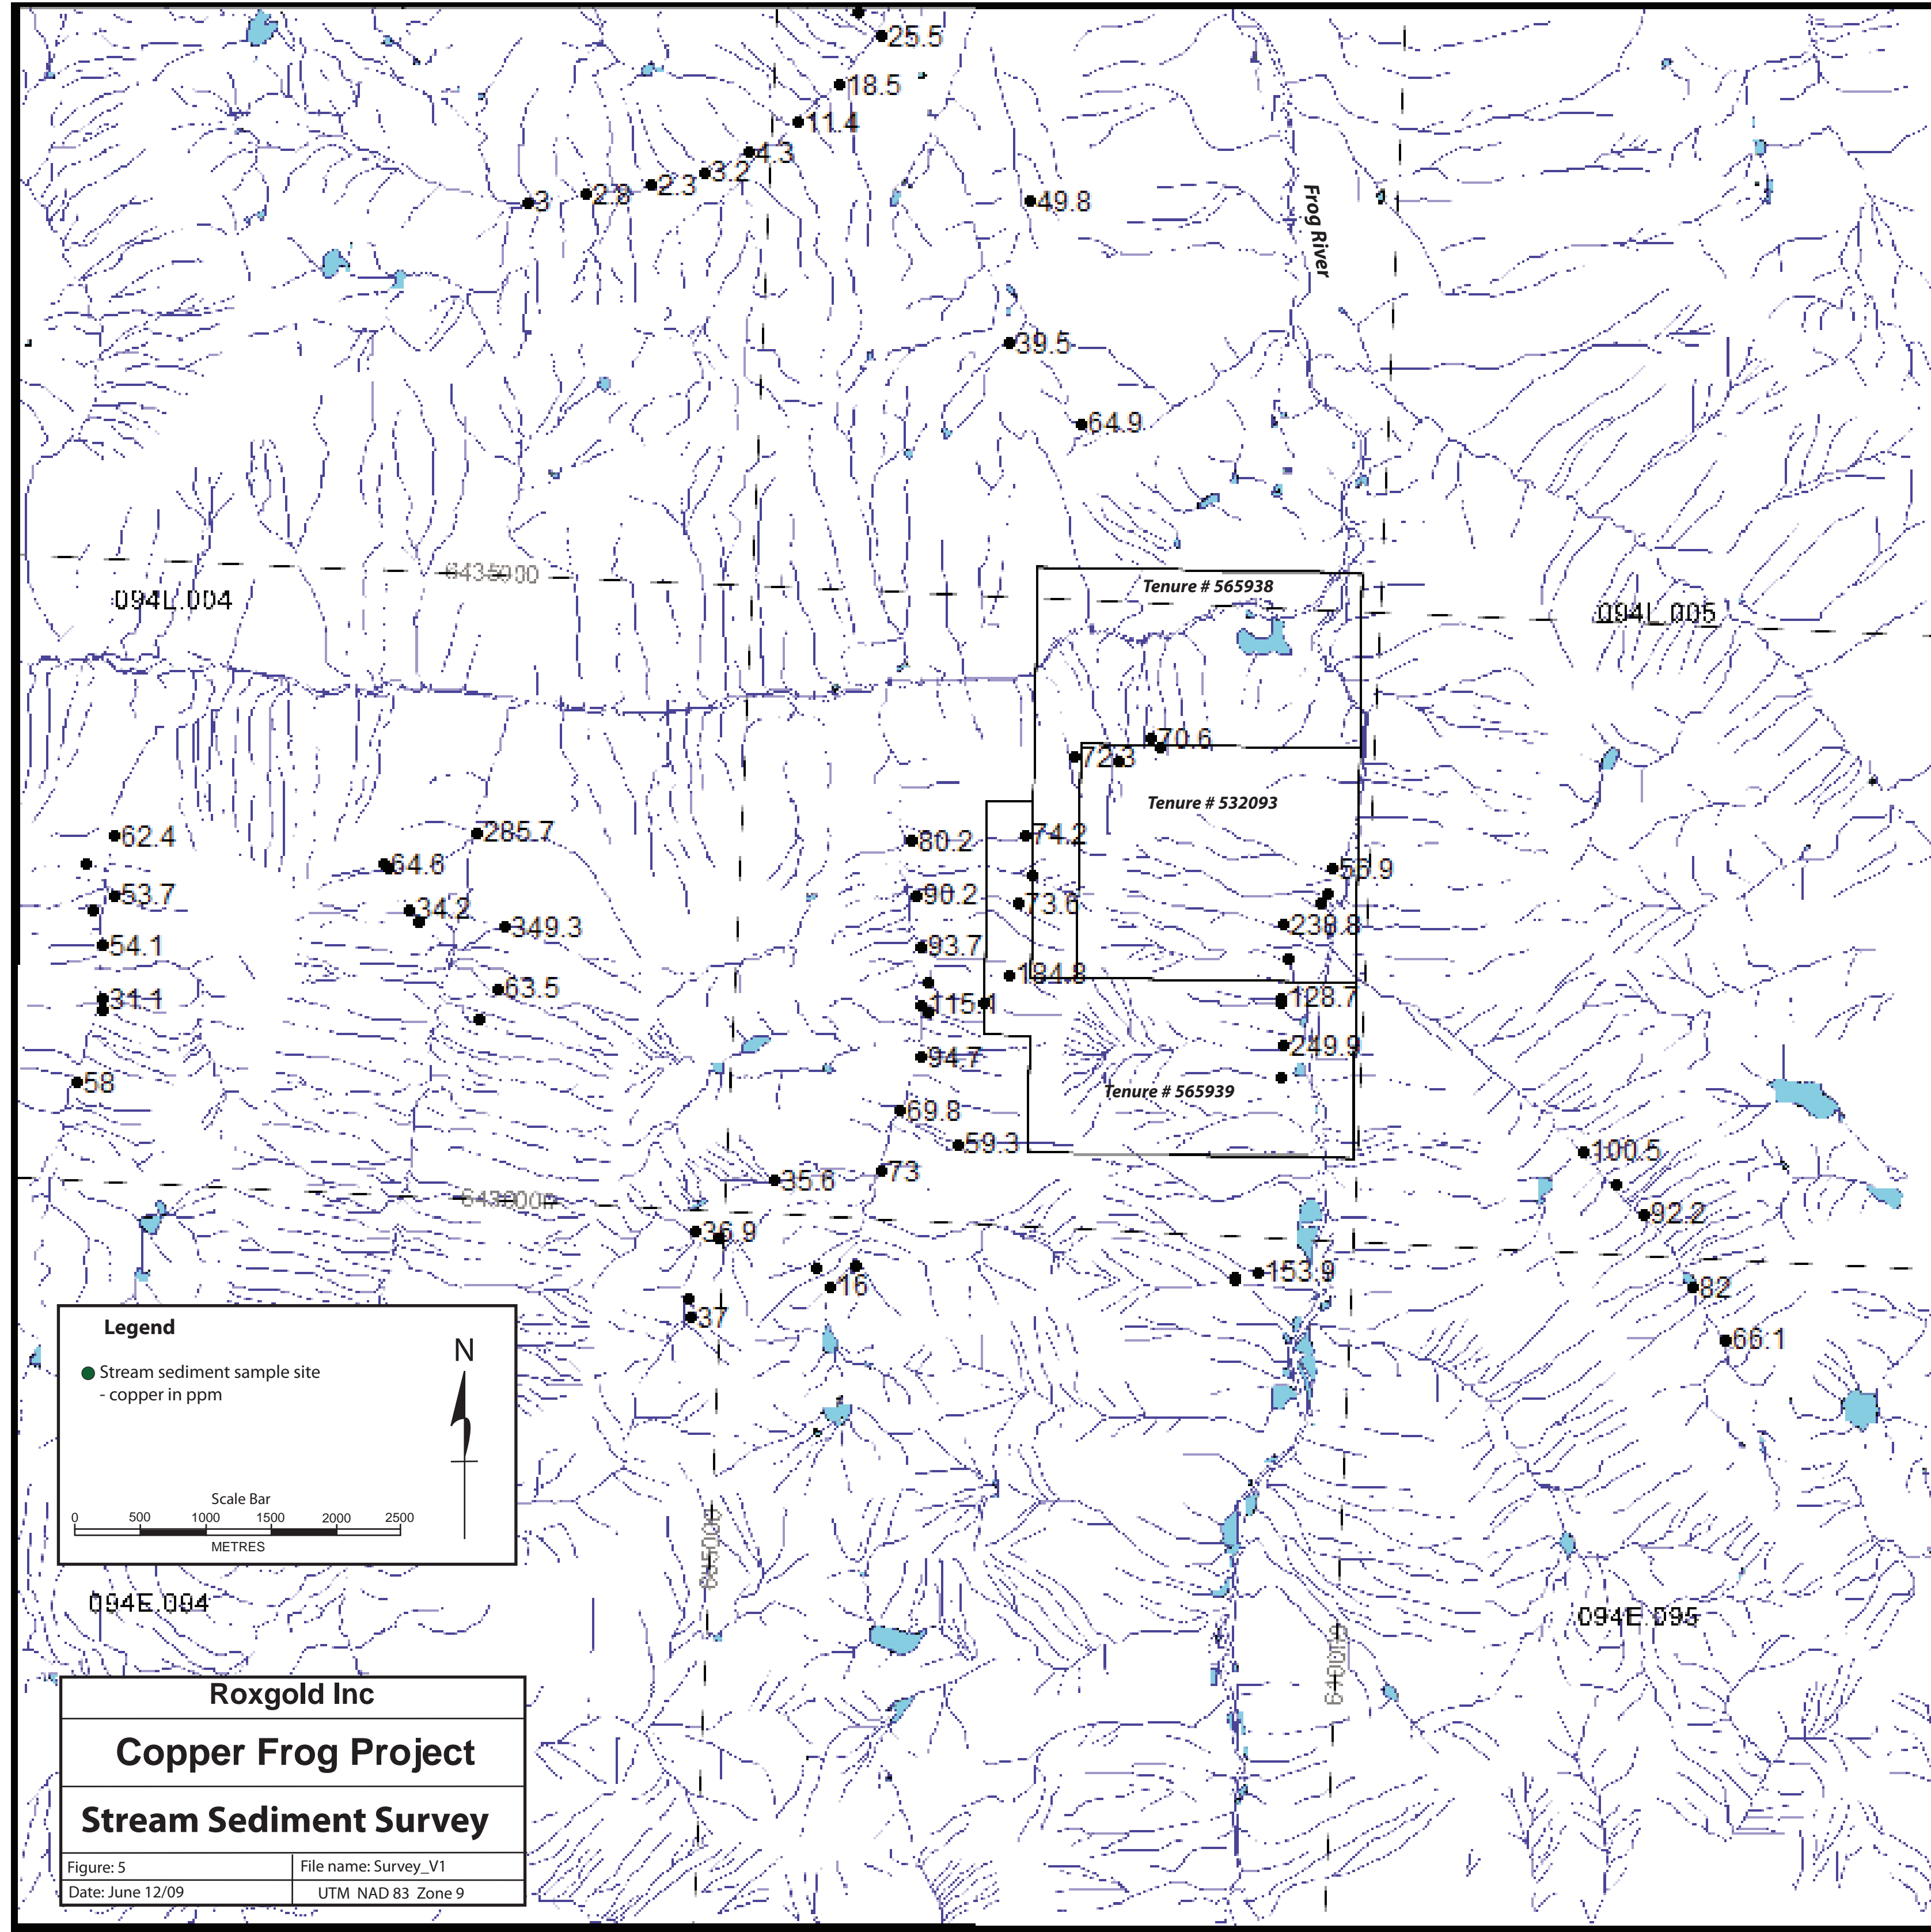 25.5
18.5
11.4
4.3
3.2
2.3
2.8
3
49.8
Frog River
39.5
64.9
094L.004
Tenure # 565938
094L.005
70.6
72.3
Tenure # 532093
62.4
285.7
80.2
74.2
64.6
55.9
53.7
34.2
90.2
73.6
349.3
238.8
54.1
93.7
184.8
63.5
31.1
115.1
128.7
94.7
249.9
58
Tenure # 565939
69.8
59.3
100.5
73
35.6
92.2
36.9
153.9
16
82
37
66.1
Legend
Stream sediment sample site
- copper in ppm
N
Scale Bar
0 500 1000 1500 2000 2500
METRES
094E.094
094E.095
Roxgold Inc
Copper Frog Project
Stream Sediment Survey
Figure: 5
File name: Survey_V1
Date: June 12/09
UTM NAD 83 Zone 9